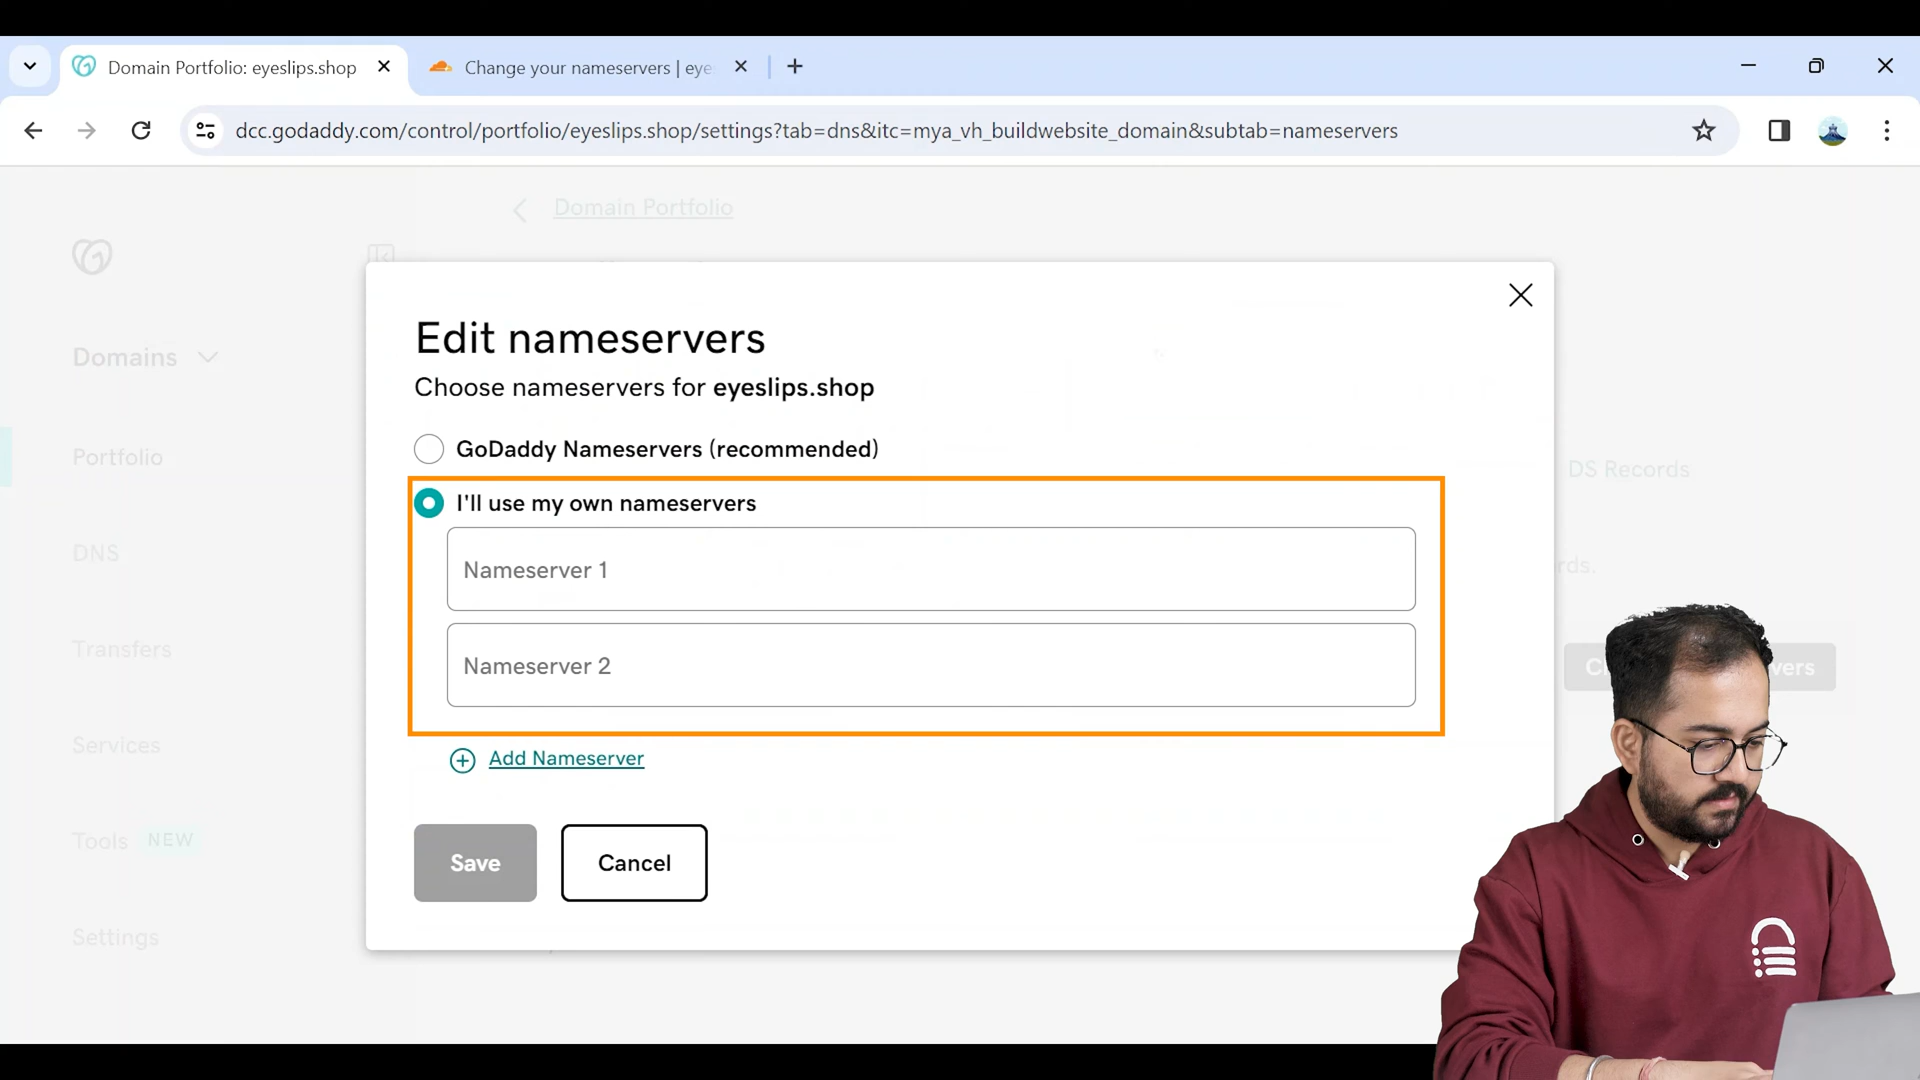 Domain Portfolio: eyeslips.shop
Change your nameservers | eye
dcc.godaddy.com/control/portfolio/eyeslips.shop/settings?tab=dns&itc=mya_vh_buildwebsite_domain&subtab=nameservers
Domain Portfolio
Domains
Portfolio
DNS
Transfers
Services
Tools NEW
Settings
Edit nameservers
Choose nameservers for eyeslips.shop
GoDaddy Nameservers (recommended)
I'll use my own nameservers
Nameserver 1
Nameserver 2
Add Nameserver
Save
Cancel
DS Records